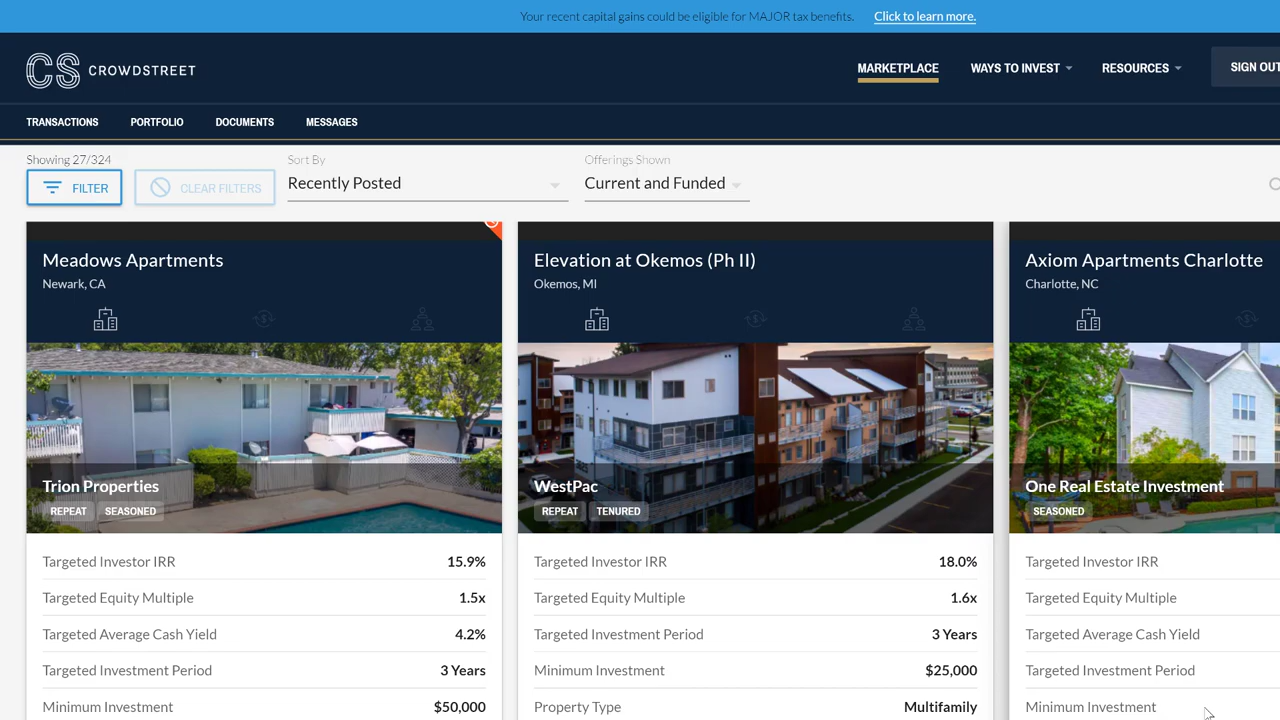 Your recent capital gains could be eligible for MAJOR tax benefits. Click to learn more.
CS CROWDSTREET
MARKETPLACE
WAYS TO INVEST
RESOURCES
SIGN OUT
TRANSACTIONS
PORTFOLIO
DOCUMENTS
MESSAGES
Showing 27/324
FILTER
CLEAR FILTERS
Sort By
Recently Posted
Offerings Shown
Current and Funded
Meadows Apartments
Newark, CA
Trion Properties
REPEAT SEASONED
Targeted Investor IRR 15.9%
Targeted Equity Multiple 1.5x
Targeted Average Cash Yield 4.2%
Targeted Investment Period 3 Years
Minimum Investment $50,000
Elevation at Okemos (Ph II)
Okemos, MI
WestPac
REPEAT TENURED
Targeted Investor IRR 18.0%
Targeted Equity Multiple 1.6x
Targeted Investment Period 3 Years
Minimum Investment $25,000
Property Type Multifamily
Axiom Apartments Charlotte
Charlotte, NC
One Real Estate Investment
SEASONED
Targeted Investor IRR
Targeted Equity Multiple
Targeted Average Cash Yield
Targeted Investment Period
Minimum Investment